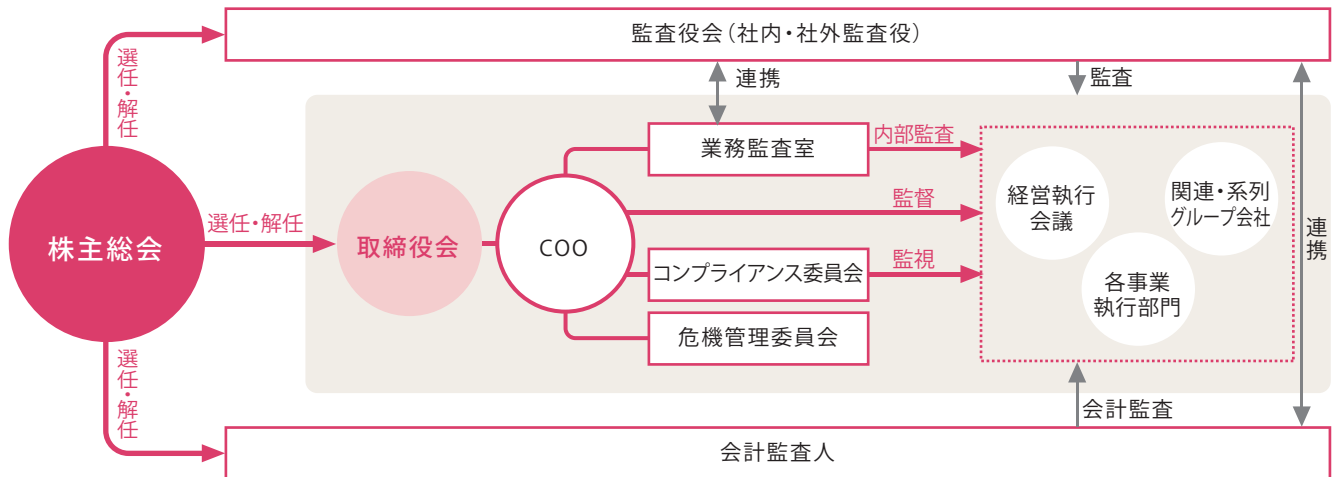 監査役会（社内・社外監査役）
選任・解任
連携
監査
業務監査室
内部監査
経営執行
会議
関連・系列
グループ会社
株主総会
選任・解任
取締役会
COO
監督
コンプライアンス委員会
監視
各事業
執行部門
連携
危機管理委員会
選任・解任
会計監査
会計監査人